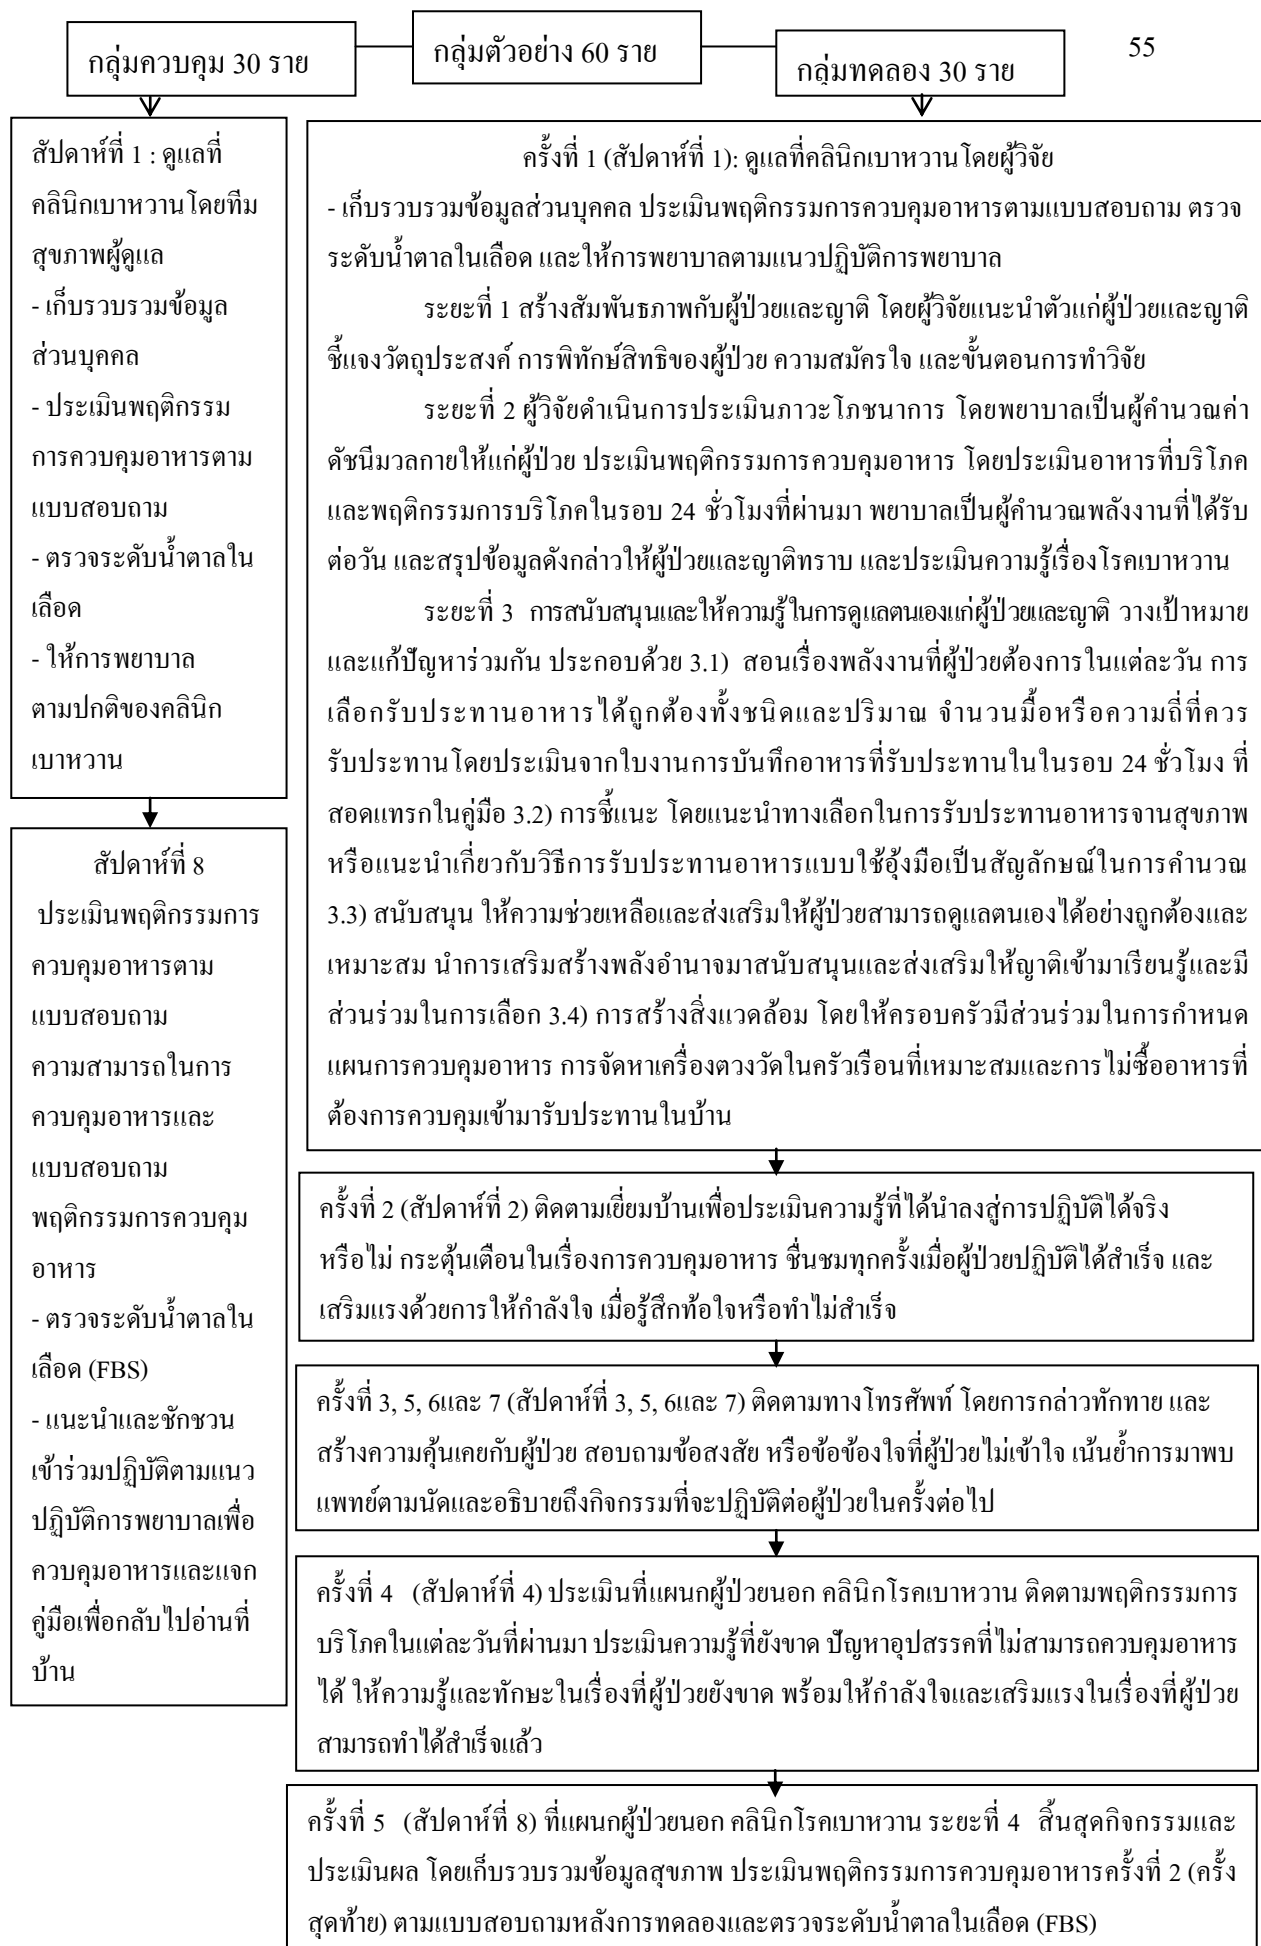 กลุ่มควบคุม 30 ราย
กลุ่มตัวอย่าง 60 ราย
กลุ่มทดลอง 30 ราย
55
สัปดาห์ที่ 1 : ดูแลที่
คลินิกเบาหวานโดยทีม
สุขภาพผู้ดูแล
- เก็บรวบรวมข้อมูล
ส่วนบุคคล
- ประเมินพฤติกรรม
การควบคุมอาหารตาม
แบบสอบถาม
- ตรวจระดับน้ำตาลใน
เลือด
- ให้การพยาบาล
ตามปกติของคลินิก
เบาหวาน
สัปดาห์ที่ 8
ประเมินพฤติกรรมการ
ควบคุมอาหารตาม
แบบสอบถาม
ความสามารถในการ
ควบคุมอาหารและ
แบบสอบถาม
พฤติกรรมการควบคุม
อาหาร
- ตรวจระดับน้ำตาลใน
เลือด (FBS)
- แนะนำและชักชวน
เข้าร่วมปฏิบัติตามแนว
ปฏิบัติการพยาบาลเพื่อ
ควบคุมอาหารและแจก
คู่มือเพื่อกลับไปอ่านที่
บ้าน
ครั้งที่ 1 (สัปดาห์ที่ 1): ดูแลที่คลินิกเบาหวานโดยผู้วิจัย
- เก็บรวบรวมข้อมูลส่วนบุคคล ประเมินพฤติกรรมการควบคุมอาหารตามแบบสอบถาม ตรวจ
ระดับน้ำตาลในเลือด และให้การพยาบาลตามแนวปฏิบัติการพยาบาล
ระยะที่ 1 สร้างสัมพันธภาพกับผู้ป่วยและญาติ โดยผู้วิจัยแนะนำตัวแก่ผู้ป่วยและญาติ
ชี้แจงวัตถุประสงค์ การพิทักษ์สิทธิของผู้ป่วย ความสมัครใจ และขั้นตอนการทำวิจัย
ระยะที่ 2 ผู้วิจัยดำเนินการประเมินภาวะโภชนาการ โดยพยาบาลเป็นผู้คำนวณค่า
ดัชนีมวลกายให้แก่ผู้ป่วย ประเมินพฤติกรรมการควบคุมอาหาร โดยประเมินอาหารที่บริโภค
และพฤติกรรมการบริโภคในรอบ 24 ชั่วโมงที่ผ่านมา พยาบาลเป็นผู้คำนวณพลังงานที่ได้รับ
ต่อวัน และสรุปข้อมูลดังกล่าวให้ผู้ป่วยและญาติทราบ และประเมินความรู้เรื่องโรคเบาหวาน
ระยะที่ 3 การสนับสนุนและให้ความรู้ในการดูแลตนเองแก่ผู้ป่วยและญาติ วางเป้าหมาย
และแก้ปัญหาร่วมกัน ประกอบด้วย 3.1) สอนเรื่องพลังงานที่ผู้ป่วยต้องการในแต่ละวัน การ
เลือกรับประทานอาหารได้ถูกต้องทั้งชนิดและปริมาณ จำนวนมื้อหรือความถี่ที่ควร
รับประทานโดยประเมินจากใบงานการบันทึกอาหารที่รับประทานในในรอบ 24 ชั่วโมง ที่
สอดแทรกในคู่มือ 3.2) การชี้แนะ โดยแนะนำทางเลือกในการรับประทานอาหารจานสุขภาพ
หรือแนะนำเกี่ยวกับวิธีการรับประทานอาหารแบบใช้อุ้งมือเป็นสัญลักษณ์ในการคำนวณ
3.3) สนับสนุน ให้ความช่วยเหลือและส่งเสริมให้ผู้ป่วยสามารถดูแลตนเองได้อย่างถูกต้องและ
เหมาะสม นำการเสริมสร้างพลังอำนาจมาสนับสนุนและส่งเสริมให้ญาติเข้ามาเรียนรู้และมี
ส่วนร่วมในการเลือก 3.4) การสร้างสิ่งแวดล้อม โดยให้ครอบครัวมีส่วนร่วมในการกำหนด
แผนการควบคุมอาหาร การจัดหาเครื่องตวงวัดในครัวเรือนที่เหมาะสมและการไม่ซื้ออาหารที่
ต้องการควบคุมเข้ามารับประทานในบ้าน
ครั้งที่ 2 (สัปดาห์ที่ 2) ติดตามเยี่ยมบ้านเพื่อประเมินความรู้ที่ได้นำลงสู่การปฏิบัติได้จริง
หรือไม่ กระตุ้นเตือนในเรื่องการควบคุมอาหาร ชื่นชมทุกครั้งเมื่อผู้ป่วยปฏิบัติได้สำเร็จ และ
เสริมแรงด้วยการให้กำลังใจ เมื่อรู้สึกท้อใจหรือทำไม่สำเร็จ
ครั้งที่ 3, 5, 6และ 7 (สัปดาห์ที่ 3, 5, 6และ 7) ติดตามทางโทรศัพท์ โดยการกล่าวทักทาย และ
สร้างความคุ้นเคยกับผู้ป่วย สอบถามข้อสงสัย หรือข้อข้องใจที่ผู้ป่วยไม่เข้าใจ เน้นย้ำการมาพบ
แพทย์ตามนัดและอธิบายถึงกิจกรรมที่จะปฏิบัติต่อผู้ป่วยในครั้งต่อไป
ครั้งที่ 4 (สัปดาห์ที่ 4) ประเมินที่แผนกผู้ป่วยนอก คลินิกโรคเบาหวาน ติดตามพฤติกรรมการ
บริโภคในแต่ละวันที่ผ่านมา ประเมินความรู้ที่ยังขาด ปัญหาอุปสรรคที่ไม่สามารถควบคุมอาหาร
ได้ ให้ความรู้และทักษะในเรื่องที่ผู้ป่วยยังขาด พร้อมให้กำลังใจและเสริมแรงในเรื่องที่ผู้ป่วย
สามารถทำได้สำเร็จแล้ว
ครั้งที่ 5 (สัปดาห์ที่ 8) ที่แผนกผู้ป่วยนอก คลินิกโรคเบาหวาน ระยะที่ 4 สิ้นสุดกิจกรรมและ
ประเมินผล โดยเก็บรวบรวมข้อมูลสุขภาพ ประเมินพฤติกรรมการควบคุมอาหารครั้งที่ 2 (ครั้ง
สุดท้าย) ตามแบบสอบถามหลังการทดลองและตรวจระดับน้ำตาลในเลือด (FBS)